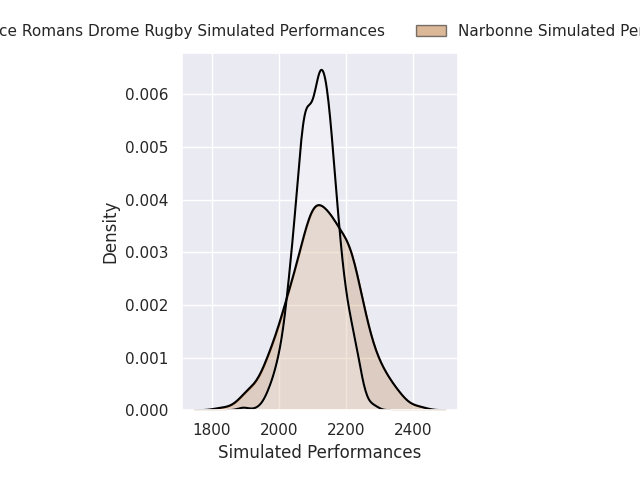 ce Romans Drome Rugby Simulated Performances
Narbonne Simulated Pe
0.006
0.005
0.004
0.003
0.002
0.001
0.000
Density
1800 2000 2200 2400
Simulated Performances